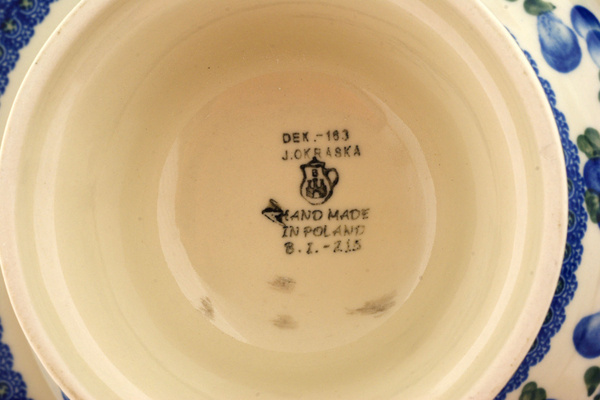 DEK.-163
J.OKRASKA
HAND MADE
IN POLAND
B.I.-215